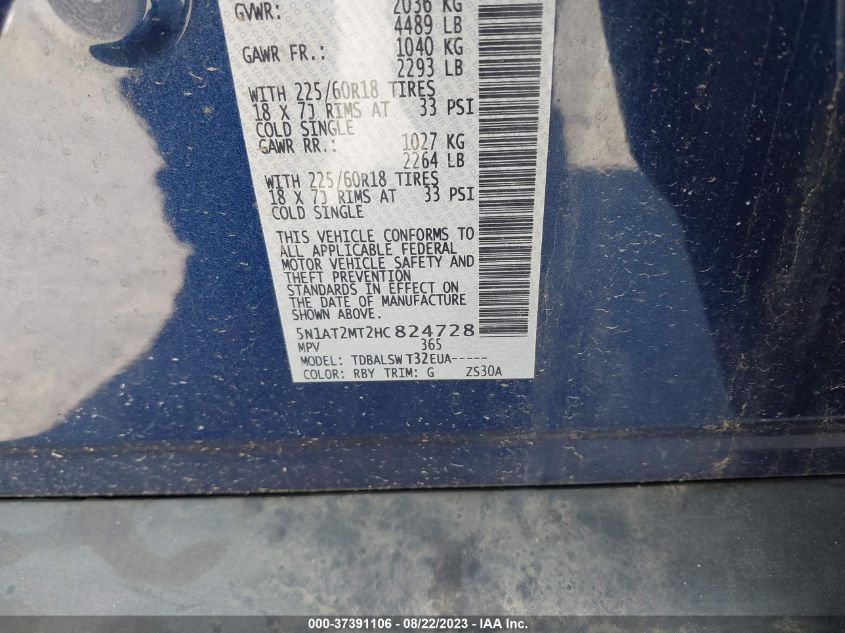 GVWR: 2036 KG
4489 LB
GAWR FR.: 1040 KG
2293 LB
WITH 225/60R18 TIRES
18 X 7J RIMS AT 33 PSI
COLD SINGLE
GAWR RR.: 1027 KG
2264 LB
WITH 225/60R18 TIRES
18 X 7J RIMS AT 33 PSI
COLD SINGLE
THIS VEHICLE CONFORMS TO
ALL APPLICABLE FEDERAL
MOTOR VEHICLE SAFETY AND
THEFT PREVENTION
STANDARDS IN EFFECT ON
THE DATE OF MANUFACTURE
SHOWN ABOVE.
5N1AT2MT2HC824728
MPV 365
MODEL: TDBALSW T32EUA-----
COLOR: RBY TRIM: G ZS30A
000-37391106 - 08/22/2023 - IAA Inc.